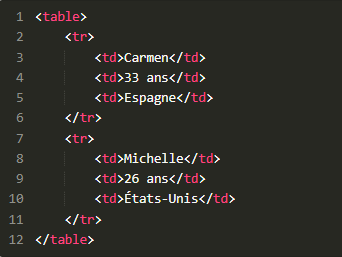 1 <table>
2     <tr>
3         <td>Carmen</td>
4         <td>33 ans</td>
5         <td>Espagne</td>
6     </tr>
7     <tr>
8         <td>Michelle</td>
9         <td>26 ans</td>
10         <td>États-Unis</td>
11     </tr>
12 </table>